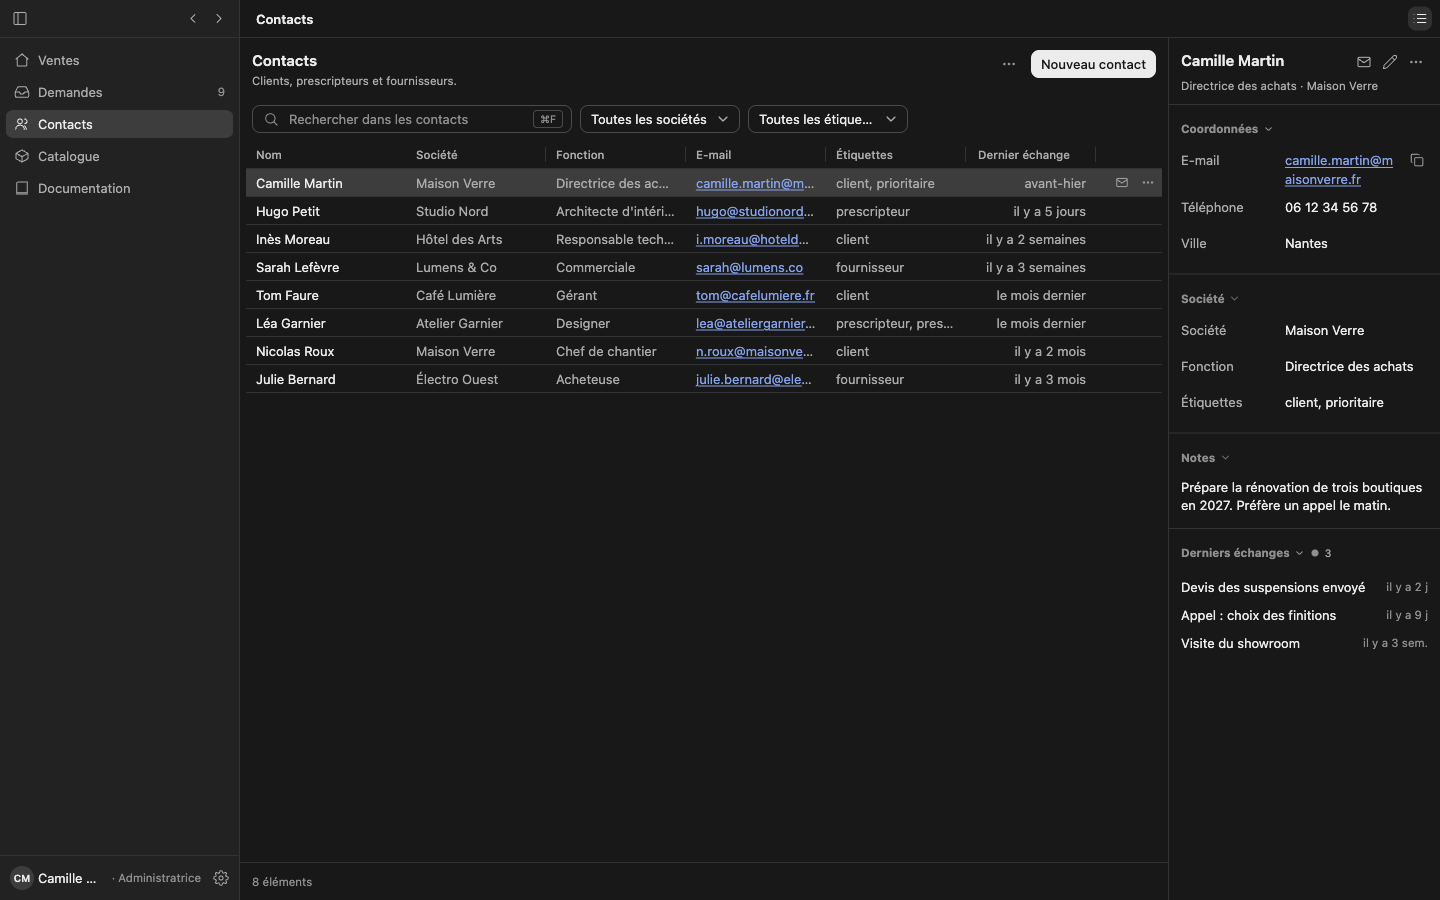 Contacts
Ventes
Demandes 9
Contacts
Catalogue
Documentation
CM Camille ... · Administratrice
Contacts
Clients, prescripteurs et fournisseurs.
Nouveau contact
Rechercher dans les contacts ⌘F
Toutes les sociétés
Toutes les étique...
Nom Société Fonction E-mail Étiquettes Dernier échange
Camille Martin Maison Verre Directrice des ac... camille.martin@m... client, prioritaire avant-hier
Hugo Petit Studio Nord Architecte d'intéri... hugo@studionord... prescripteur il y a 5 jours
Inès Moreau Hôtel des Arts Responsable tech... i.moreau@hoteld... client il y a 2 semaines
Sarah Lefèvre Lumens & Co Commerciale sarah@lumens.co fournisseur il y a 3 semaines
Tom Faure Café Lumière Gérant tom@cafelumiere.fr client le mois dernier
Léa Garnier Atelier Garnier Designer lea@ateliergarnier... prescripteur, pres... le mois dernier
Nicolas Roux Maison Verre Chef de chantier n.roux@maisonve... client il y a 2 mois
Julie Bernard Électro Ouest Acheteuse julie.bernard@ele... fournisseur il y a 3 mois
8 éléments
Camille Martin
Directrice des achats · Maison Verre
Coordonnées
E-mail camille.martin@m
aisonverre.fr
Téléphone 06 12 34 56 78
Ville Nantes
Société
Société Maison Verre
Fonction Directrice des achats
Étiquettes client, prioritaire
Notes
Prépare la rénovation de trois boutiques
en 2027. Préfère un appel le matin.
Derniers échanges 3
Devis des suspensions envoyé il y a 2 j
Appel : choix des finitions il y a 9 j
Visite du showroom il y a 3 sem.